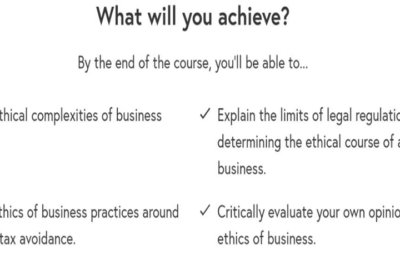 What will you achieve?
By the end of the course, you'll be able to...
thical complexities of business
✓ Explain the limits of legal regulatio
determining the ethical course of a
business.
thics of business practices around
tax avoidance.
✓ Critically evaluate your own opinio
ethics of business.